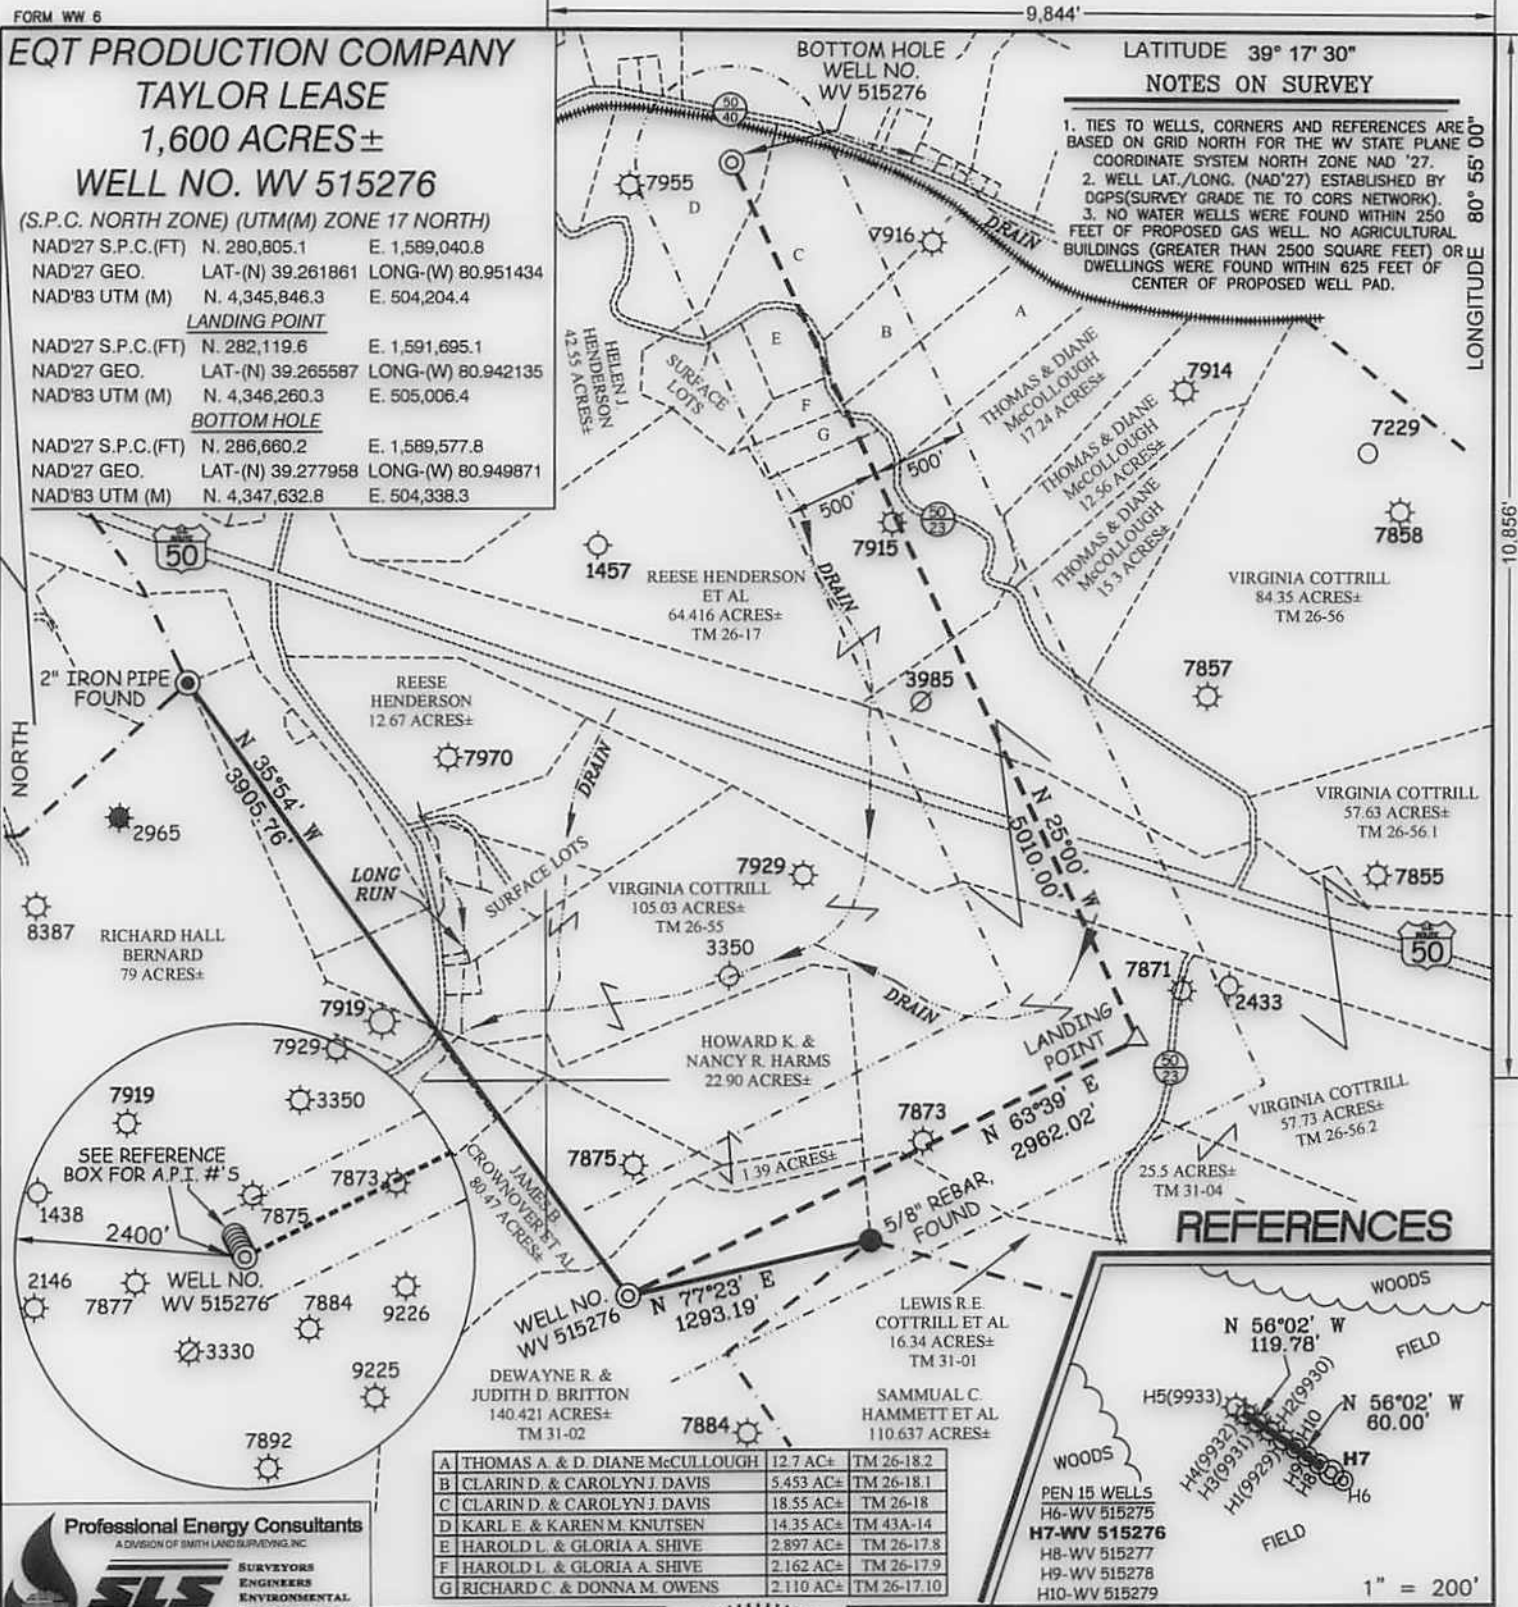 FORM WW 6
9,844'
EQT PRODUCTION COMPANY
TAYLOR LEASE
1,600 ACRES±
WELL NO. WV 515276
(S.P.C. NORTH ZONE) (UTM(M) ZONE 17 NORTH)
NAD'27 S.P.C.(FT) N. 280,805.1 E. 1,589,040.8
NAD'27 GEO. LAT-(N) 39.261861 LONG-(W) 80.951434
NAD'83 UTM (M) N. 4,345,846.3 E. 504,204.4
LANDING POINT
NAD'27 S.P.C.(FT) N. 282,119.6 E. 1,591,695.1
NAD'27 GEO. LAT-(N) 39.265587 LONG-(W) 80.942135
NAD'83 UTM (M) N. 4,346,260.3 E. 505,006.4
BOTTOM HOLE
NAD'27 S.P.C.(FT) N. 286,660.2 E. 1,589,577.8
NAD'27 GEO. LAT-(N) 39.277958 LONG-(W) 80.949871
NAD'83 UTM (M) N. 4,347,632.8 E. 504,338.3
BOTTOM HOLE
WELL NO.
WV 515276
LATITUDE 39° 17' 30"
NOTES ON SURVEY
1. TIES TO WELLS, CORNERS AND REFERENCES ARE
BASED ON GRID NORTH FOR THE WV STATE PLANE
COORDINATE SYSTEM NORTH ZONE NAD '27.
2. WELL LAT./LONG. (NAD'27) ESTABLISHED BY
DGPS(SURVEY GRADE TIE TO CORS NETWORK).
3. NO WATER WELLS WERE FOUND WITHIN 250
FEET OF PROPOSED GAS WELL. NO AGRICULTURAL
BUILDINGS (GREATER THAN 2500 SQUARE FEET) OR
DWELLINGS WERE FOUND WITHIN 625 FEET OF
CENTER OF PROPOSED WELL PAD.
LONGITUDE 80° 55' 00"
10,856'
50
40
7955
D
7916
DRAIN
C
E
B
A
F
G
HELEN J.
HENDERSON
42.55 ACRES±
SURFACE
LOTS
THOMAS & DIANE
McCOLLOUGH
17.24 ACRES±
THOMAS & DIANE
McCOLLOUGH
12.56 ACRES±
THOMAS & DIANE
McCOLLOUGH
15.3 ACRES±
7914
7229
7858
500'
500'
50
23
7915
50
1457
REESE HENDERSON
ET AL
64.416 ACRES±
TM 26-17
DRAIN
VIRGINIA COTTRILL
84.35 ACRES±
TM 26-56
7857
3985
2" IRON PIPE
FOUND
REESE
HENDERSON
12.67 ACRES±
7970
DRAIN
NORTH
N 35°54' W
3905.76'
2965
N 25°00' W
5010.00'
VIRGINIA COTTRILL
57.63 ACRES±
TM 26-56.1
7855
LONG
RUN
SURFACE LOTS
7929
VIRGINIA COTTRILL
105.03 ACRES±
TM 26-55
3350
8387
RICHARD HALL
BERNARD
79 ACRES±
50
7871
2433
DRAIN
LANDING
POINT
7919
HOWARD K. &
NANCY R. HARMS
22.90 ACRES±
50
23
7929
7919
3350
SEE REFERENCE
BOX FOR A.P.I. #'S
7873
1438
7875
2400'
2146
7877
WELL NO.
WV 515276
7884
9226
3330
9225
7892
JAMES B.
CROWNOVER ET AL
80.47 ACRES±
7875
1.39 ACRES±
7873
N 63°39' E
2962.02'
VIRGINIA COTTRILL
57.73 ACRES±
TM 26-56.2
25.5 ACRES±
TM 31-04
5/8" REBAR,
FOUND
WELL NO.
WV 515276
N 77°23' E
1293.19'
LEWIS R.E.
COTTRILL ET AL
16.34 ACRES±
TM 31-01
DEWAYNE R. &
JUDITH D. BRITTON
140.421 ACRES±
TM 31-02
7884
SAMMUAL C.
HAMMETT ET AL
110.637 ACRES±
REFERENCES
WOODS
N 56°02' W
119.78'
FIELD
H5(9933)
H2(9930)
H10
N 56°02' W
60.00'
H4(9932)
H3(9931)
H1(9929)
H9
H8
H7
H6
WOODS
PEN 15 WELLS
H6-WV 515275
H7-WV 515276
H8-WV 515277
H9-WV 515278
H10-WV 515279
FIELD
1" = 200'
A THOMAS A. & D. DIANE McCULLOUGH 12.7 AC± TM 26-18.2
B CLARIN D. & CAROLYN J. DAVIS 5.453 AC± TM 26-18.1
C CLARIN D. & CAROLYN J. DAVIS 18.55 AC± TM 26-18
D KARL E. & KAREN M. KNUTSEN 14.35 AC± TM 43A-14
E HAROLD L. & GLORIA A. SHIVE 2.897 AC± TM 26-17.8
F HAROLD L. & GLORIA A. SHIVE 2.162 AC± TM 26-17.9
G RICHARD C. & DONNA M. OWENS 2.110 AC± TM 26-17.10
Professional Energy Consultants
A DIVISION OF SMITH LAND SURVEYING, INC.
SLS
SURVEYORS
ENGINEERS
ENVIRONMENTAL